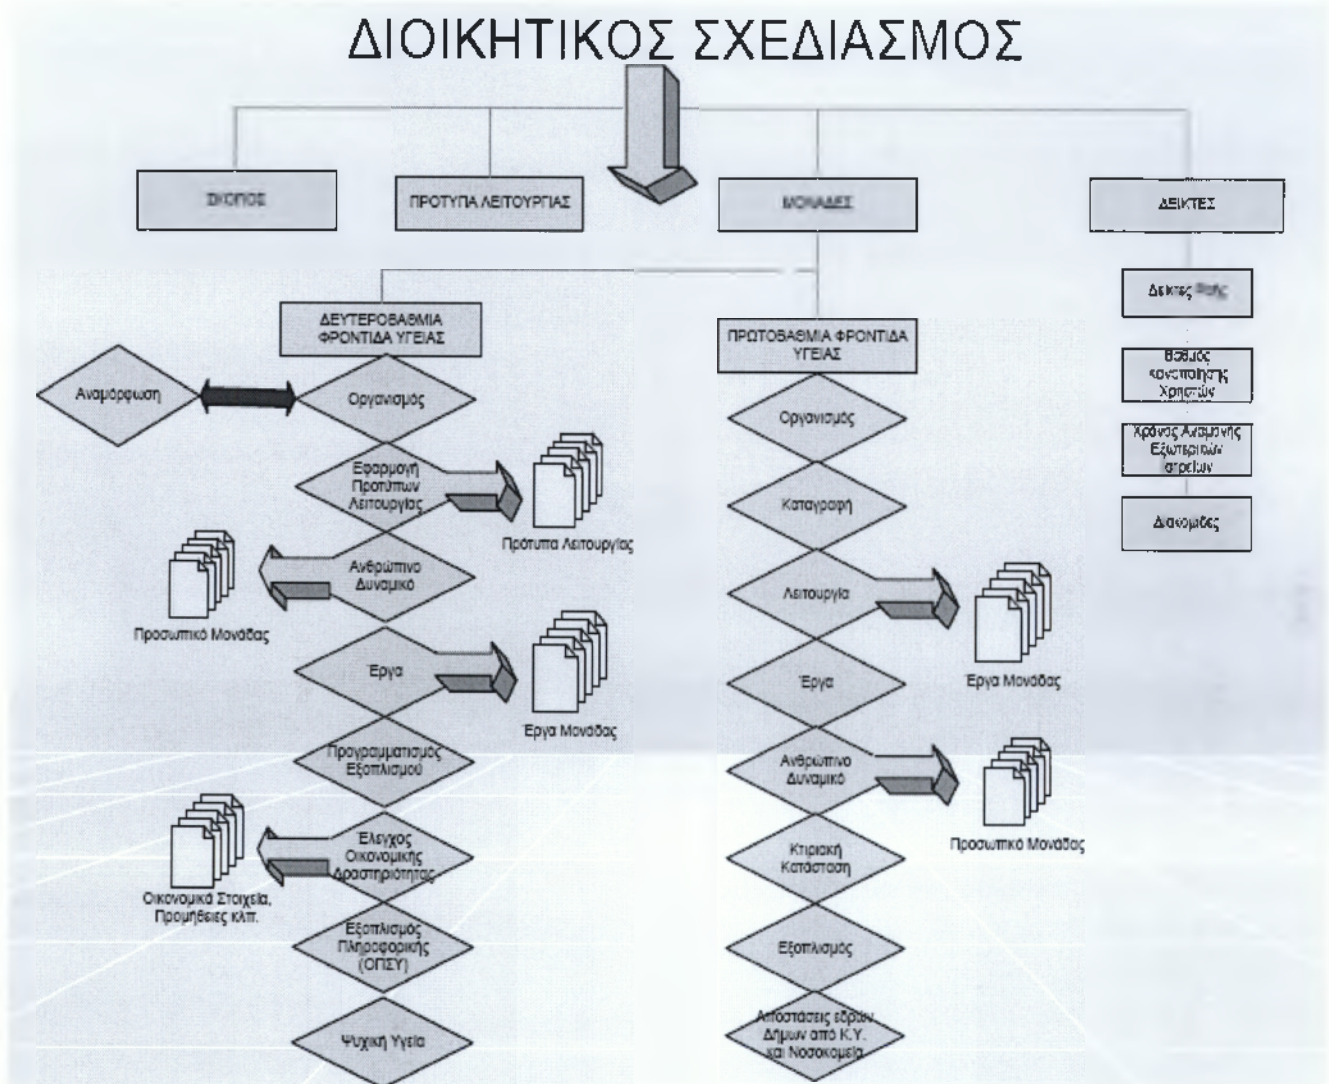 ΔΙΟΙΚΗΤΙΚΟΣ ΣΧΕΔΙΑΣΜΟΣ
ΣΚΟΠΟΣ
ΠΡΟΤΥΠΑ ΛΕΙΤΟΥΡΓΙΑΣ
ΜΟΝΑΔΕΣ
ΔΕΙΚΤΕΣ
ΔΕΥΤΕΡΟΒΑΘΜΙΑ
ΦΡΟΝΤΙΔΑ ΥΓΕΙΑΣ
Αναμόρφωση
Οργανισμός
Εφαρμογή
Προτύπων
Λειτουργίας
Πρότυπα Λειτουργίας
Ανθρώπινο
Δυναμικό
Προσωπικό Μονάδας
Έργα
Έργα Μονάδας
Προγραμματισμός
Εξοπλισμού
Έλεγχος
Οικονομικής
Δραστηριότητας
Οικονομικά Στοιχεία,
Προμήθειες κλπ.
Εξοπλισμός
Πληροφορικής
(ΟΠΣΥ)
Ψυχική Υγεία
ΠΡΩΤΟΒΑΘΜΙΑ ΦΡΟΝΤΙΔΑ
ΥΓΕΙΑΣ
Οργανισμός
Καταγραφή
Λειτουργία
Έργα Μονάδας
Έργα
Ανθρώπινο
Δυναμικό
Προσωπικό Μονάδας
Κτιριακή
Κατάσταση
Εξοπλισμός
Αποστάσεις εδρών
Δήμων από Κ.Υ.
και Νοσοκομεία
Δείκτες
Βαθμός
Ικανοποίησης
Χρηστών
Χρόνος Αναμονής
Εξωτερικών
Ιατρείων
Διακομιδες